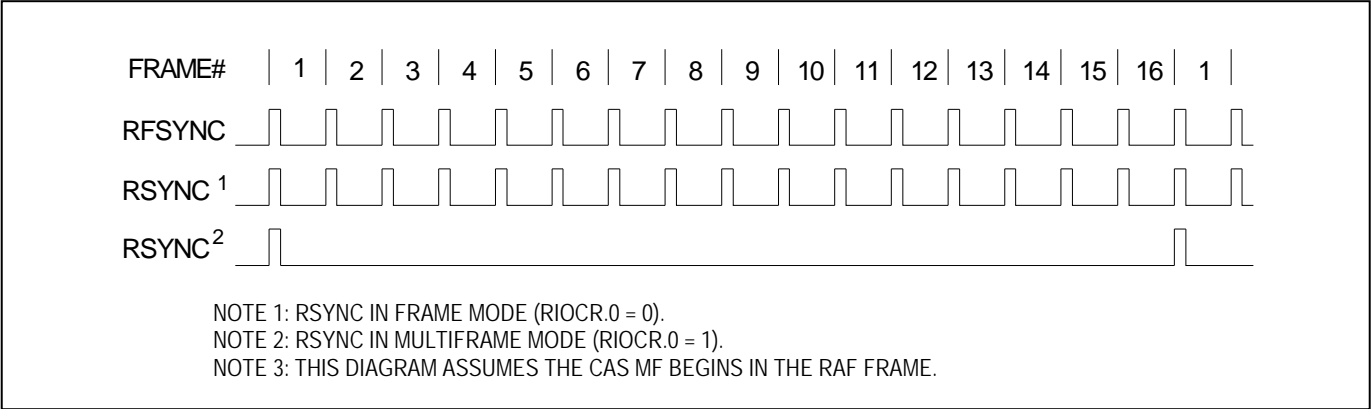 FRAME# 1 2 3 4 5 6 7 8 9 10 11 12 13 14 15 16 1
RFSYNC
RSYNC 1
RSYNC2
NOTE 1: RSYNC IN FRAME MODE (RIOCR.0 = 0).
NOTE 2: RSYNC IN MULTIFRAME MODE (RIOCR.0 = 1).
NOTE 3: THIS DIAGRAM ASSUMES THE CAS MF BEGINS IN THE RAF FRAME.